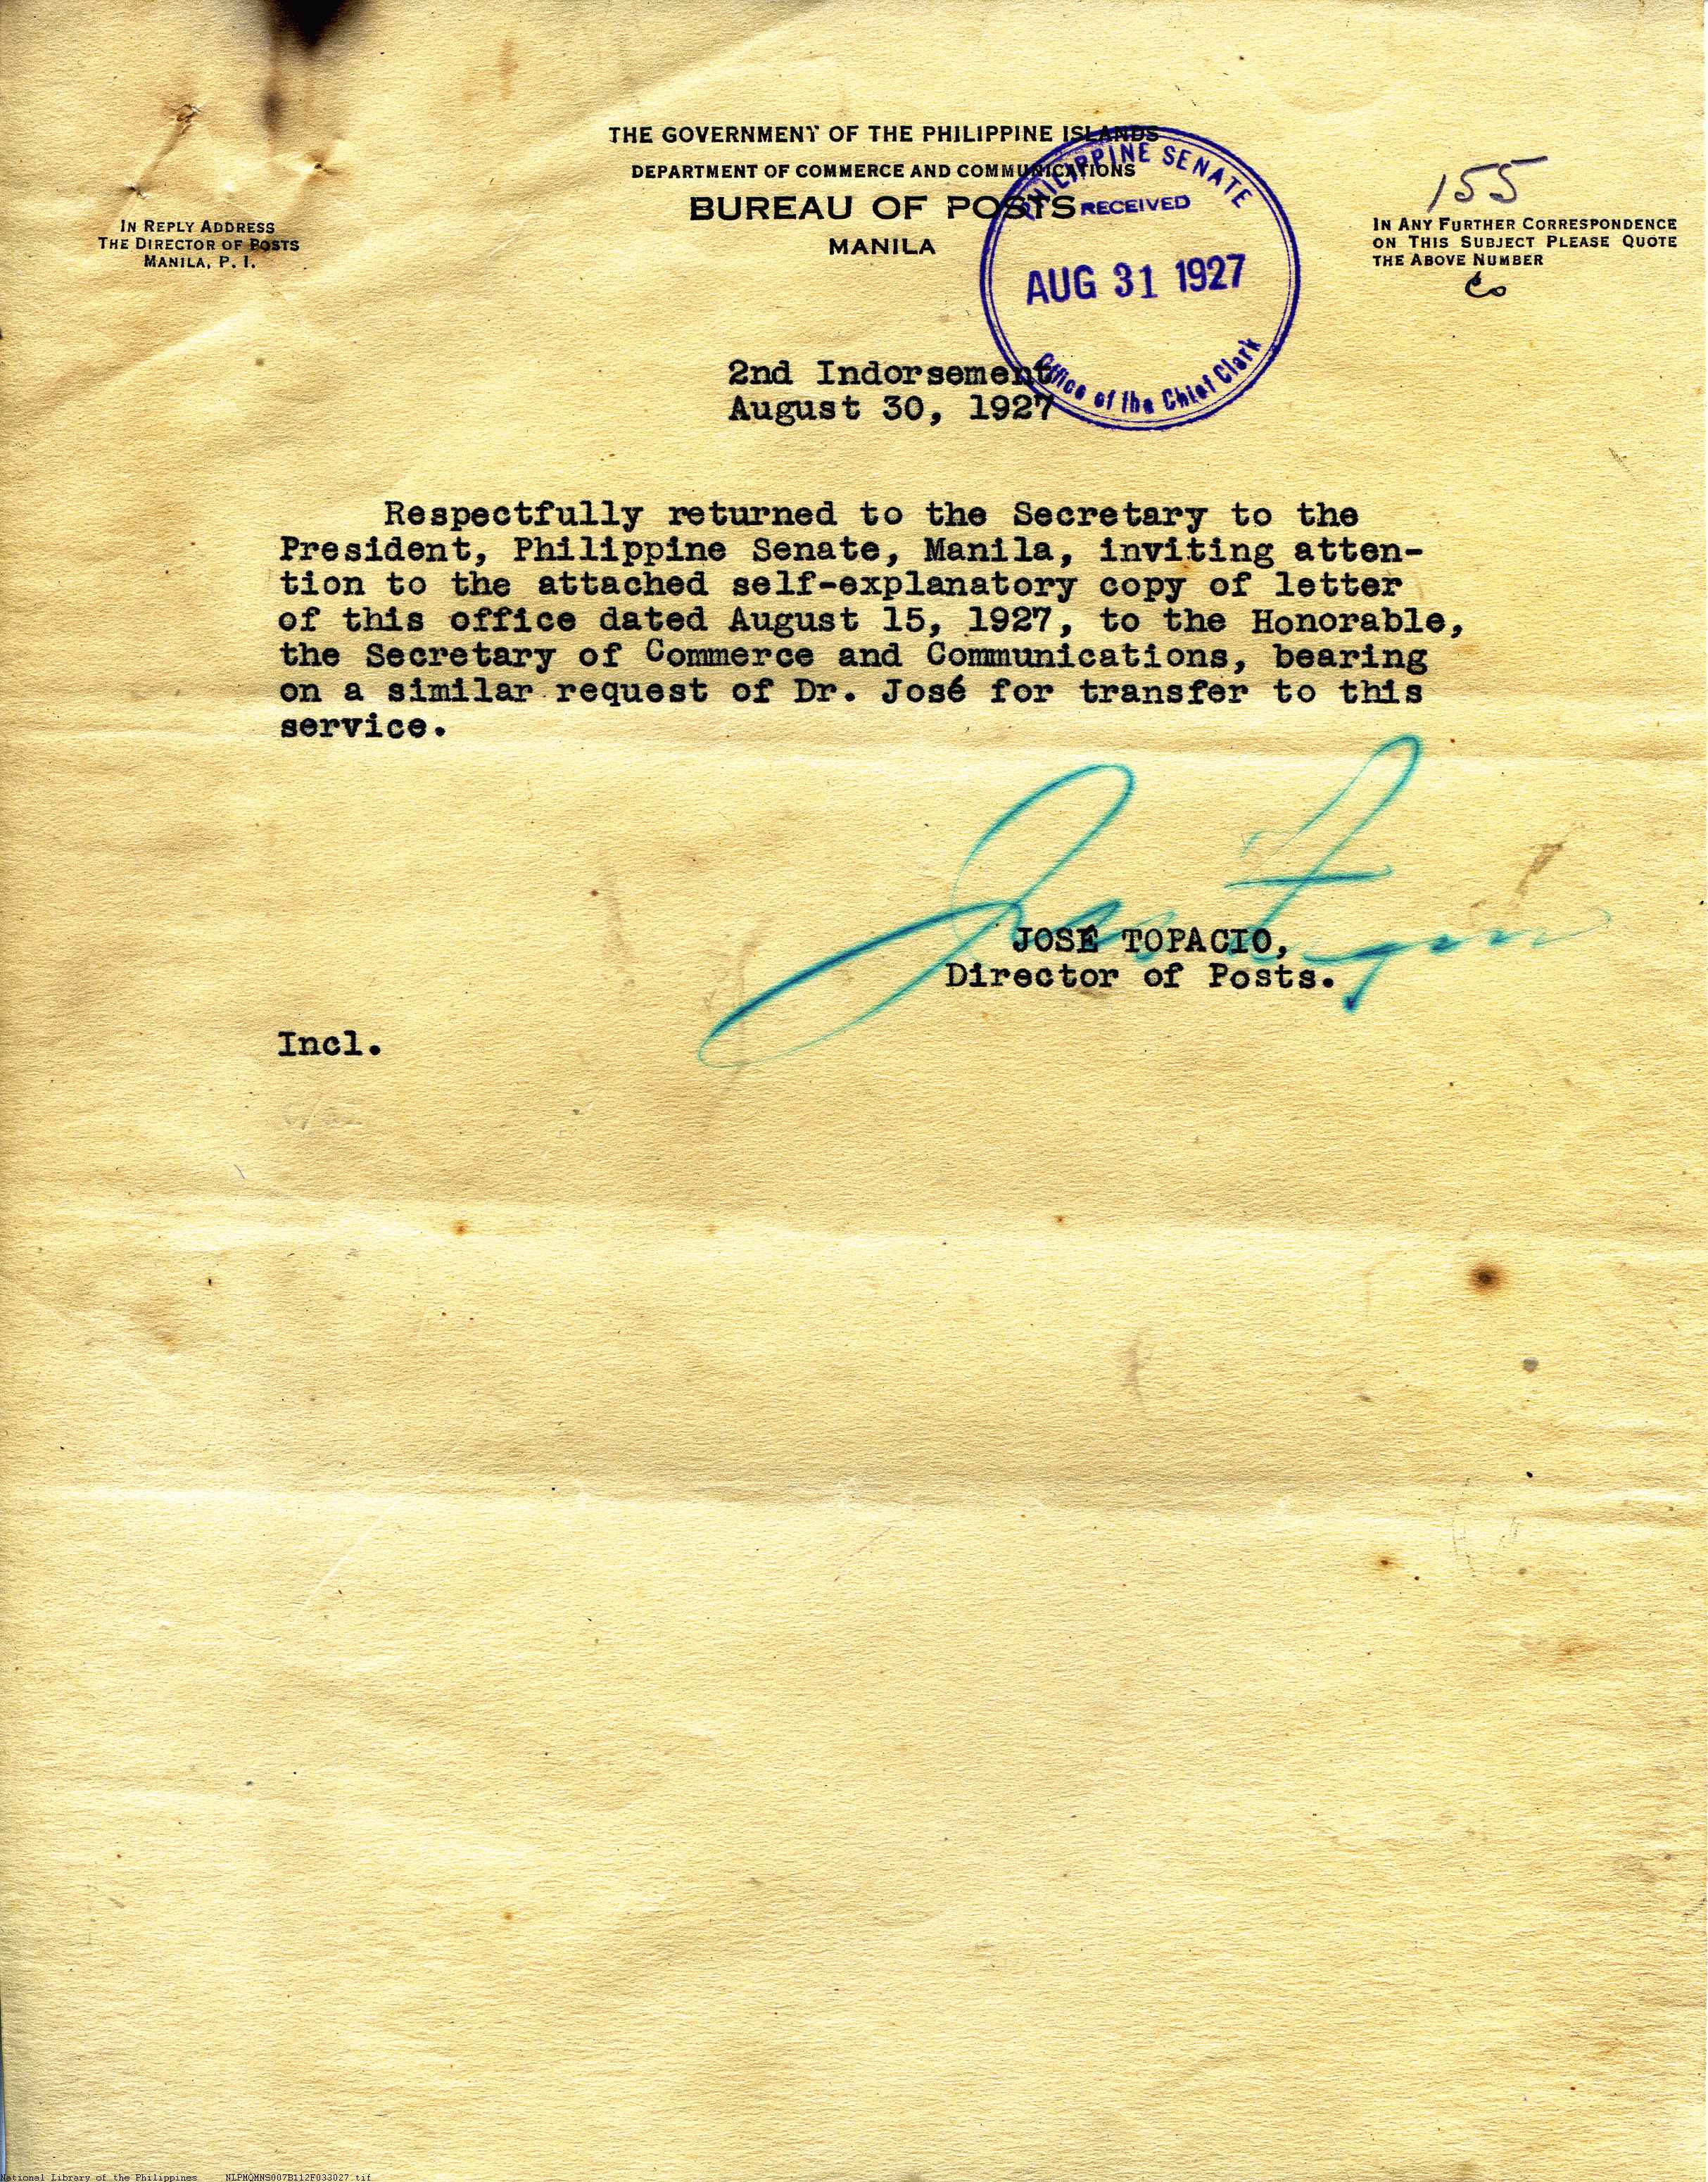 THE GOVERNMENT OF THE PHILIPPINE ISLANDS
DEPARTMENT OF COMMERCE AND COMMUNICATIONS
BUREAU OF POSTS
MANILA
IN REPLY ADDRESS
THE DIRECTOR OF POSTS
MANILA, P. I.
PHILIPPINE SENATE
RECEIVED
AUG 31 1927
Office of the Chief Clerk
155
IN ANY FURTHER CORRESPONDENCE
ON THIS SUBJECT PLEASE QUOTE
THE ABOVE NUMBER
2nd Indorsement
August 30, 1927
Respectfully returned to the Secretary to the
President, Philippine Senate, Manila, inviting atten-
tion to the attached self-explanatory copy of letter
of this office dated August 15, 1927, to the Honorable,
the Secretary of Commerce and Communications, bearing
on a similar request of Dr. José for transfer to this
service.
JOSE TOPACIO,
Director of Posts.
Incl.
National Library of the Philippines NLPMQMNS007B112F033027.tif